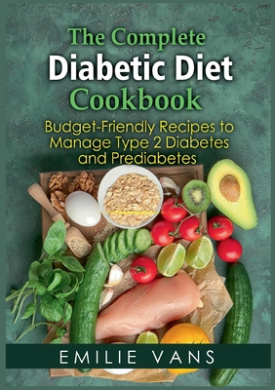 The Complete
Diabetic Diet
Cookbook
Budget-Friendly Recipes to
Manage Type 2 Diabetes
and Prediabetes
EMILIE VANS